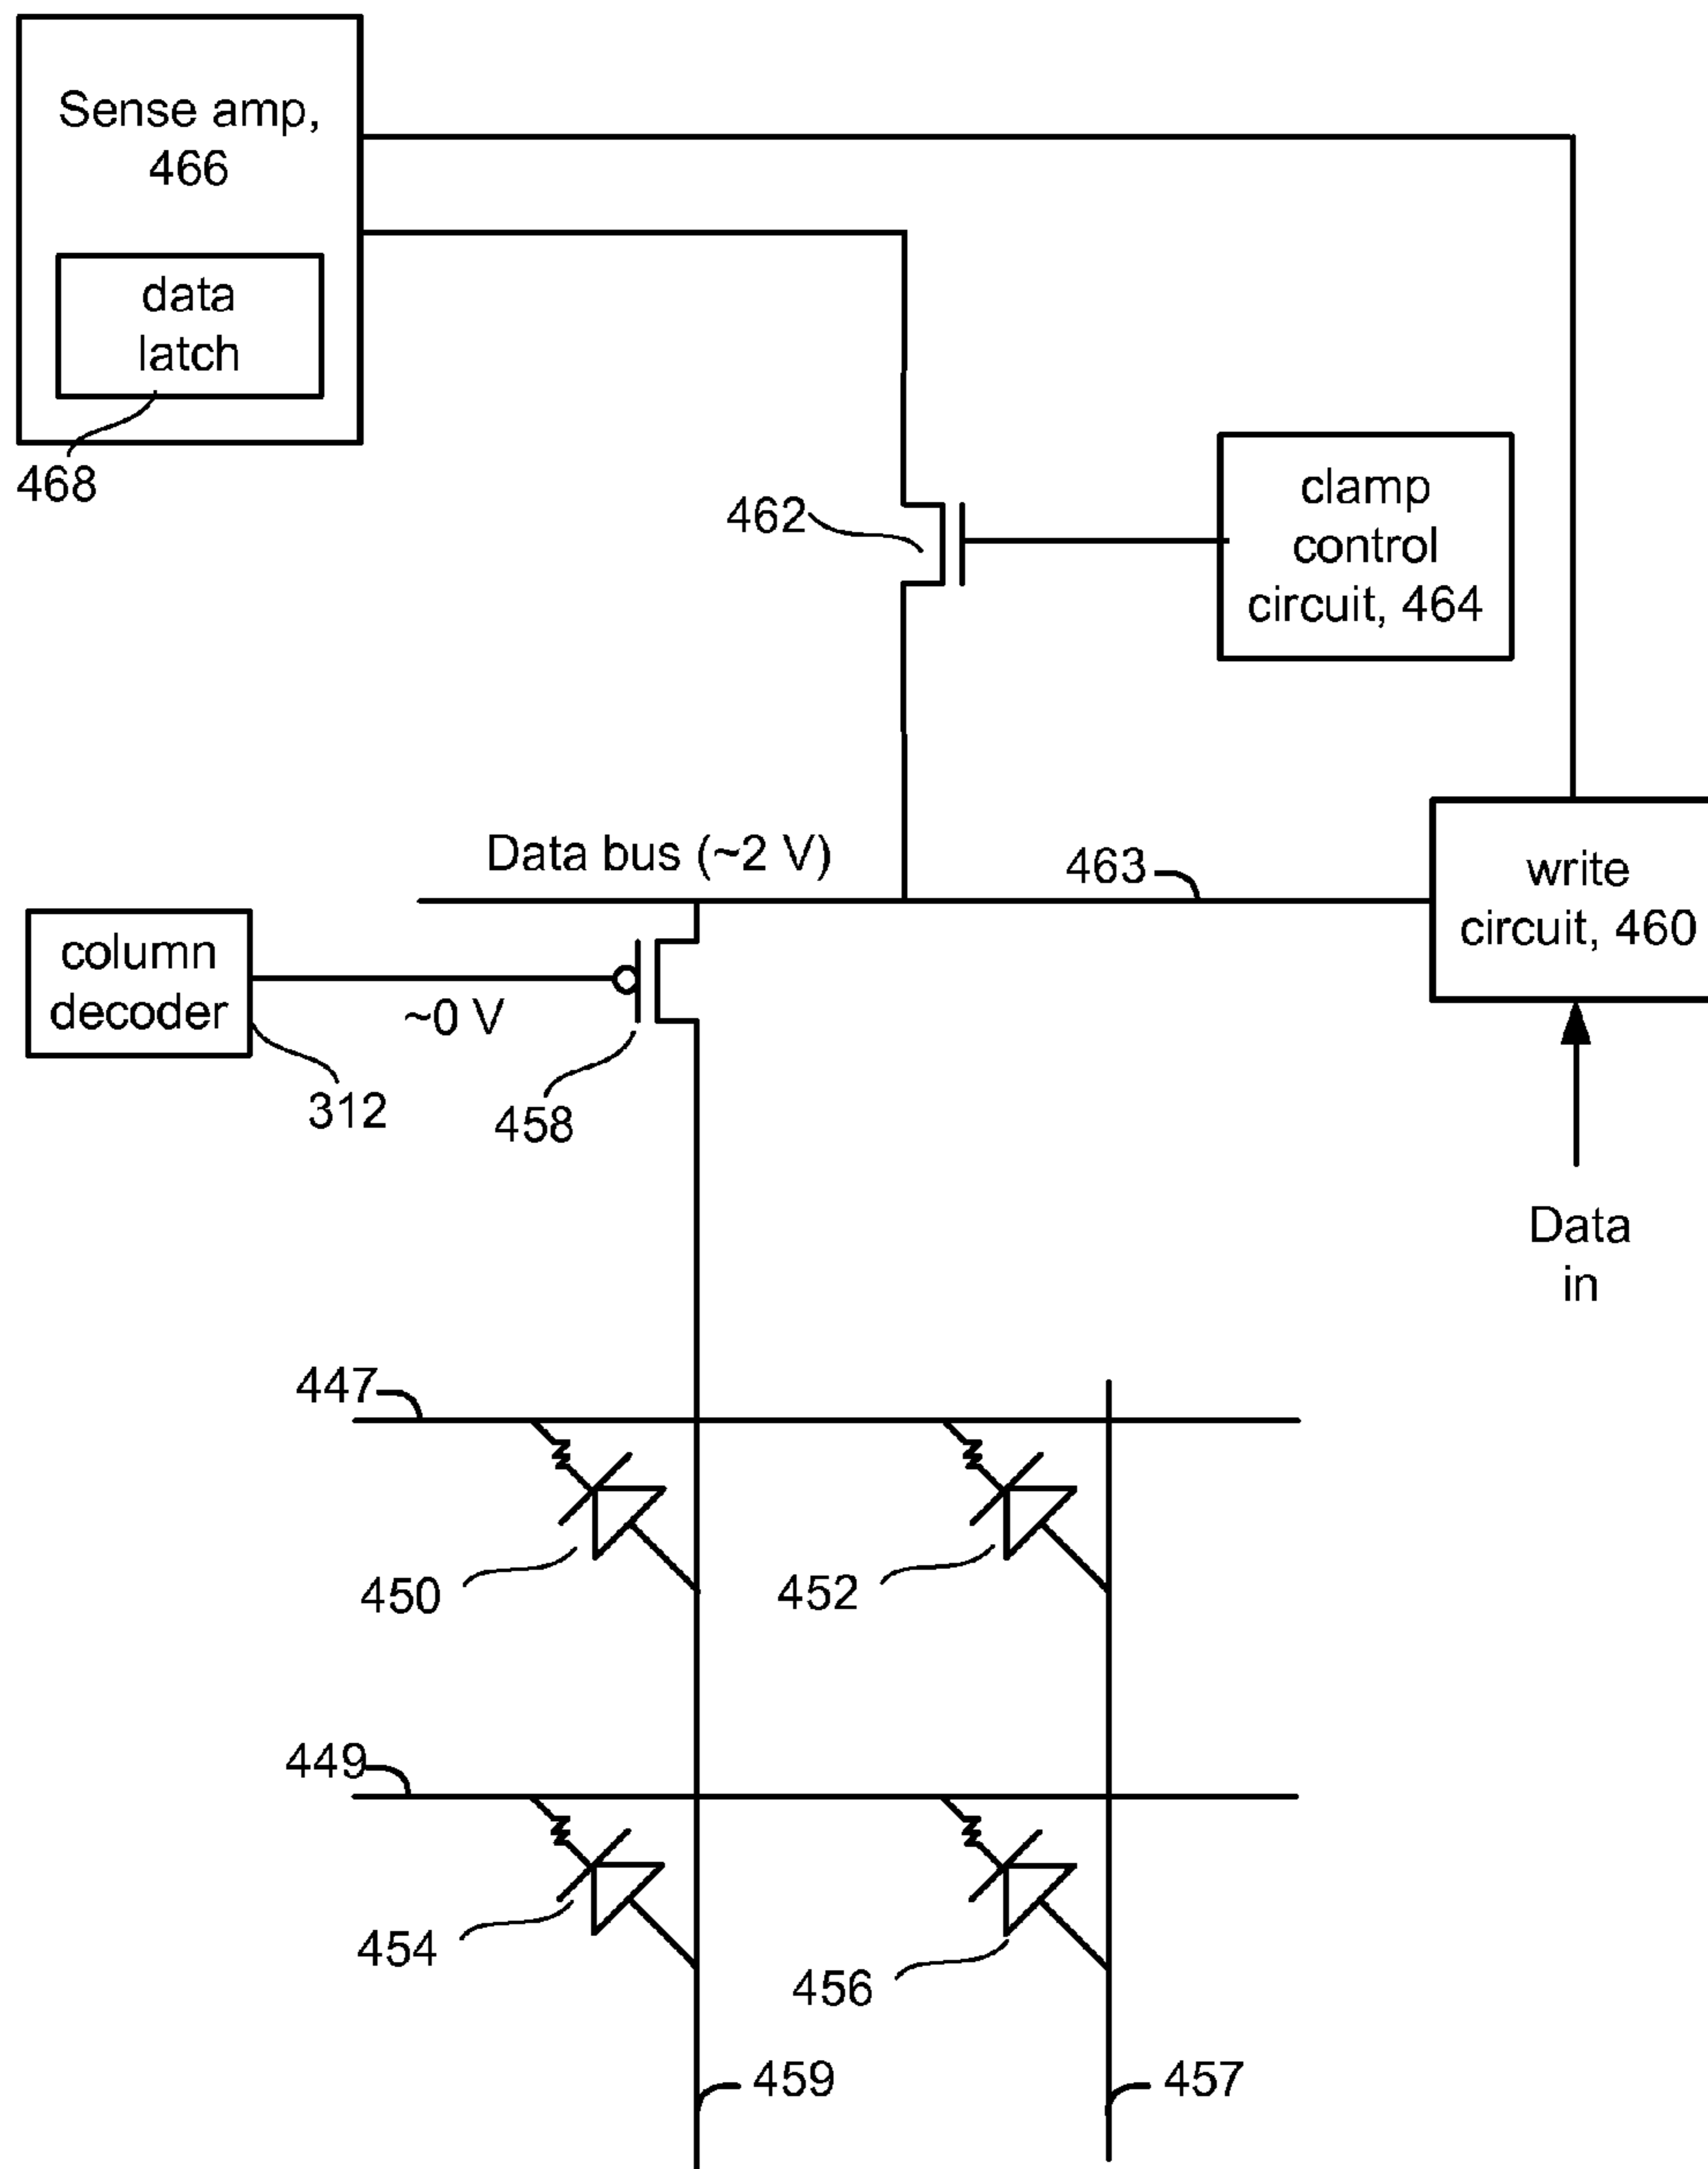 Sense amp,
466
data
latch
468
462
clamp
control
circuit, 464
Data bus (~2 V)
463
write
circuit, 460
column
decoder
~0 V
312
458
Data
in
447
450
452
449
454
456
459
457